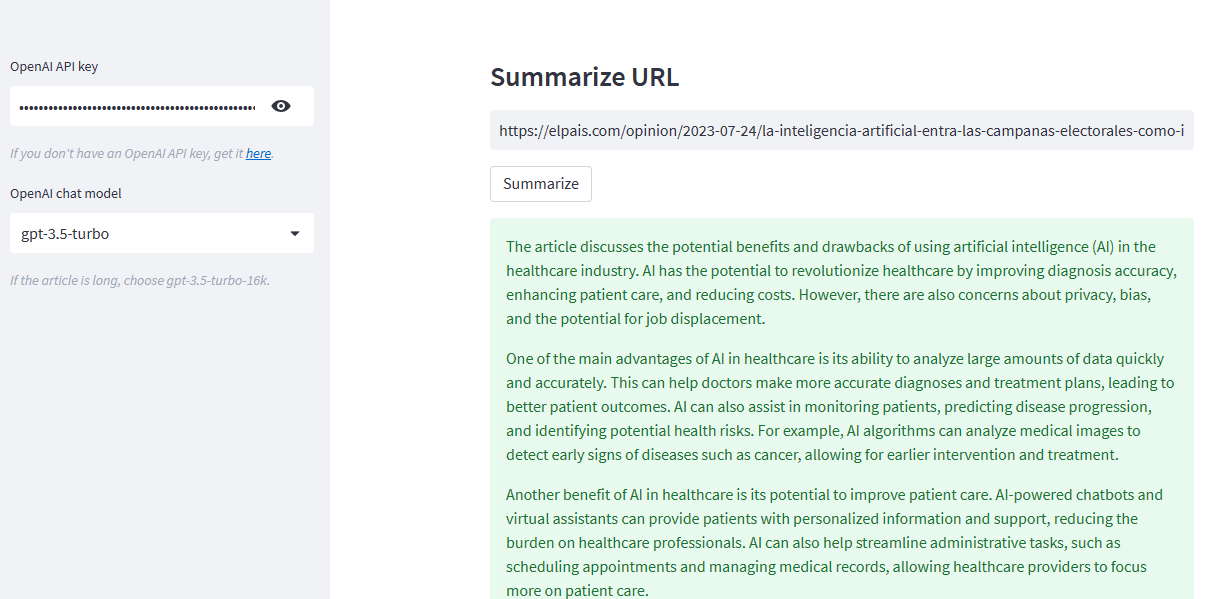 OpenAI API key
••••••••••••••••••••••••••••••••••••••••••••••••
If you don't have an OpenAI API key, get it here.
OpenAI chat model
gpt-3.5-turbo
If the article is long, choose gpt-3.5-turbo-16k.
Summarize URL
https://elpais.com/opinion/2023-07-24/la-inteligencia-artificial-entra-las-campanas-electorales-como-i
Summarize
The article discusses the potential benefits and drawbacks of using artificial intelligence (AI) in the
healthcare industry. AI has the potential to revolutionize healthcare by improving diagnosis accuracy,
enhancing patient care, and reducing costs. However, there are also concerns about privacy, bias,
and the potential for job displacement.
One of the main advantages of AI in healthcare is its ability to analyze large amounts of data quickly
and accurately. This can help doctors make more accurate diagnoses and treatment plans, leading to
better patient outcomes. AI can also assist in monitoring patients, predicting disease progression,
and identifying potential health risks. For example, AI algorithms can analyze medical images to
detect early signs of diseases such as cancer, allowing for earlier intervention and treatment.
Another benefit of AI in healthcare is its potential to improve patient care. AI-powered chatbots and
virtual assistants can provide patients with personalized information and support, reducing the
burden on healthcare professionals. AI can also help streamline administrative tasks, such as
scheduling appointments and managing medical records, allowing healthcare providers to focus
more on patient care.